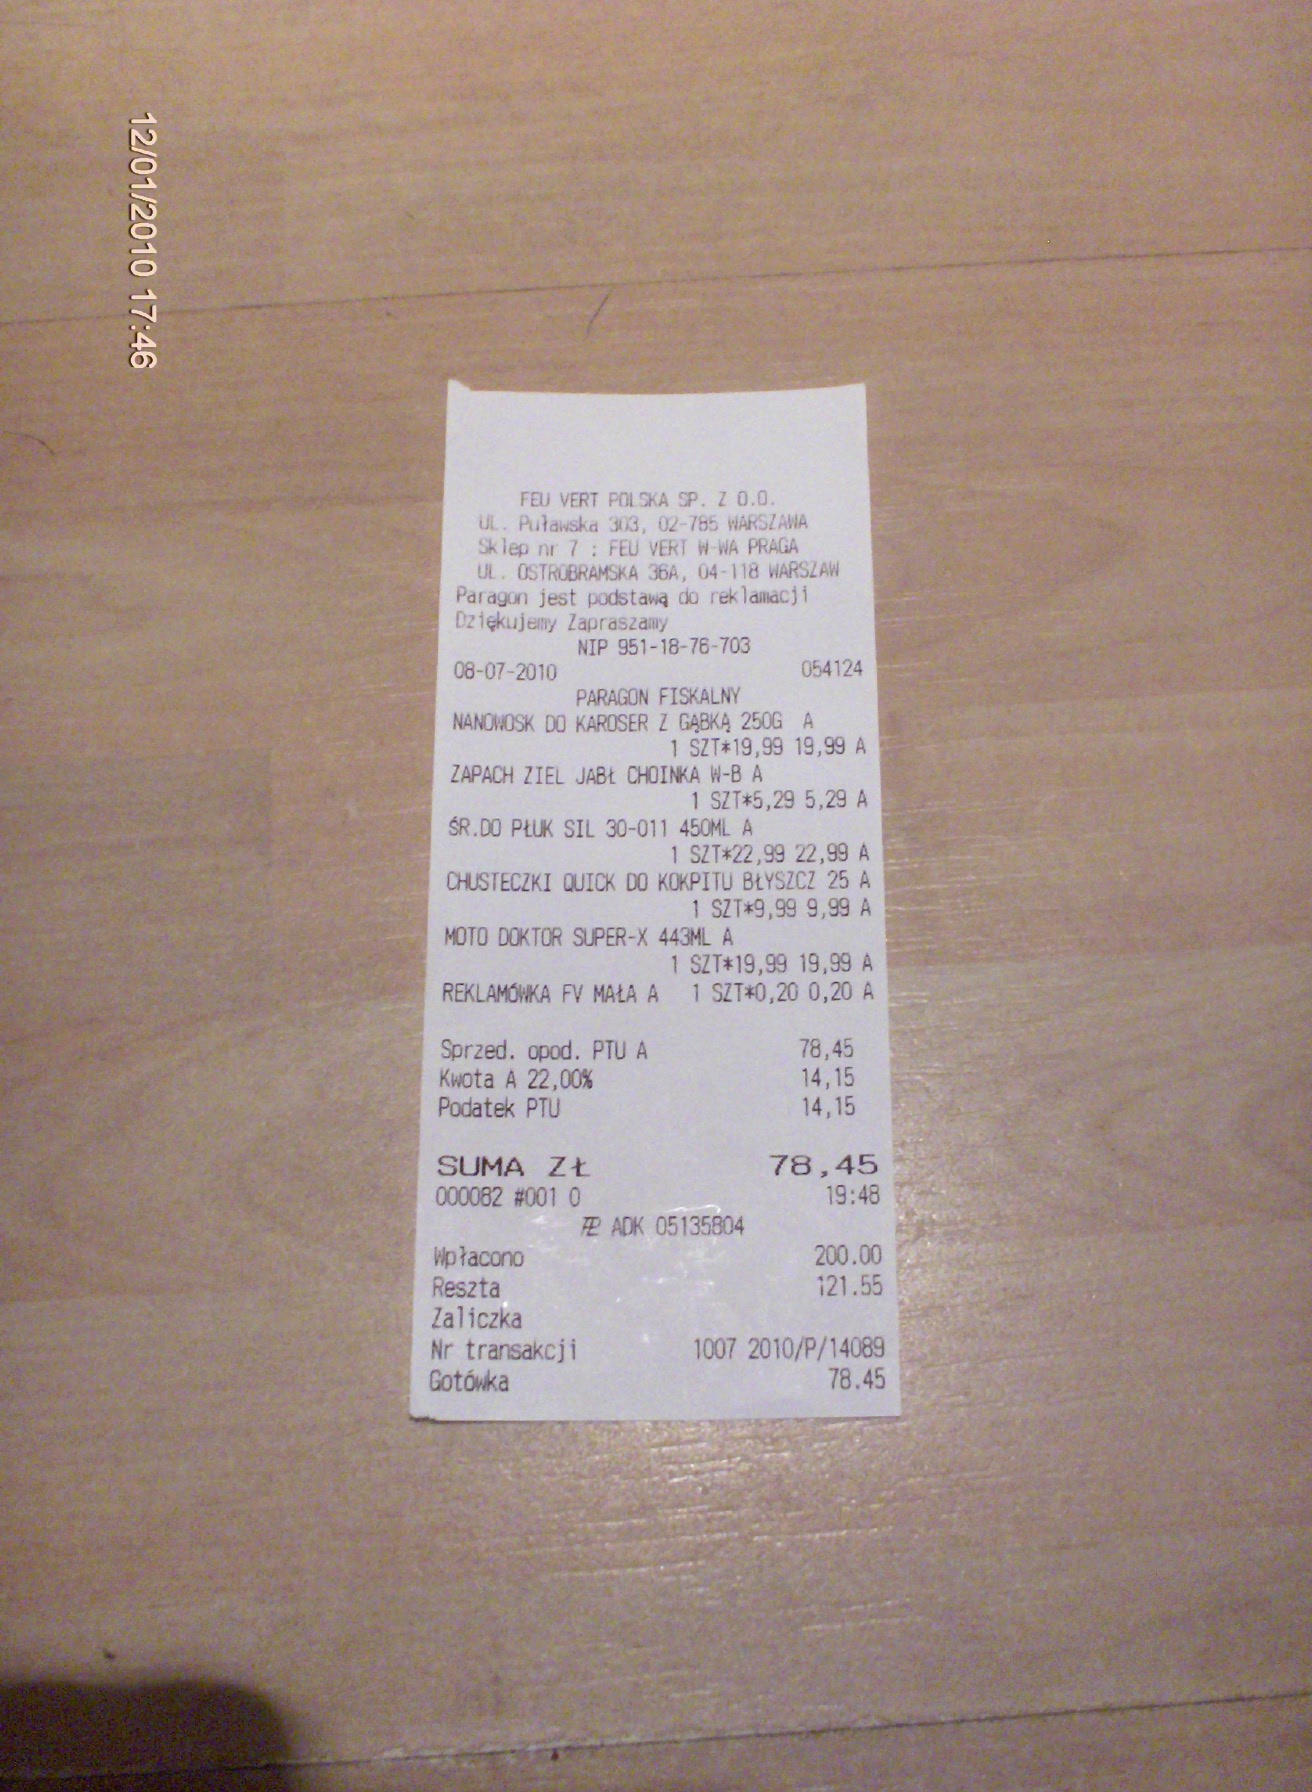 12/01/2010 17:46
FEU VERT POLSKA SP. Z O.O.
UL. Puławska 303, 02-785 WARSZAWA
Sklep nr 7 : FEU VERT W-WA PRAGA
UL. OSTROBRAMSKA 36A, 04-118 WARSZAW
Paragon jest podstawą do reklamacji
Dziękujemy Zapraszamy
NIP 951-18-76-703
08-07-2010 054124
PARAGON FISKALNY
NANOWOSK DO KAROSER Z GĄBKĄ 250G A
1 SZT*19,99 19,99 A
ZAPACH ZIEL JABŁ CHOINKA W-B A
1 SZT*5,29 5,29 A
ŚR.DO PŁUK SIL 30-011 450ML A
1 SZT*22,99 22,99 A
CHUSTECZKI QUICK DO KOKPITU BŁYSZCZ 25 A
1 SZT*9,99 9,99 A
MOTO DOKTOR SUPER-X 443ML A
1 SZT*19,99 19,99 A
REKLAMÓWKA FV MAŁA A 1 SZT*0,20 0,20 A
Sprzed. opod. PTU A 78,45
Kwota A 22,00% 14,15
Podatek PTU 14,15
SUMA ZŁ 78,45
000082 #001 0 19:48
ADK 05135804
Wpłacono 200.00
Reszta 121.55
Zaliczka
Nr transakcji 1007 2010/P/14089
Gotówka 78.45